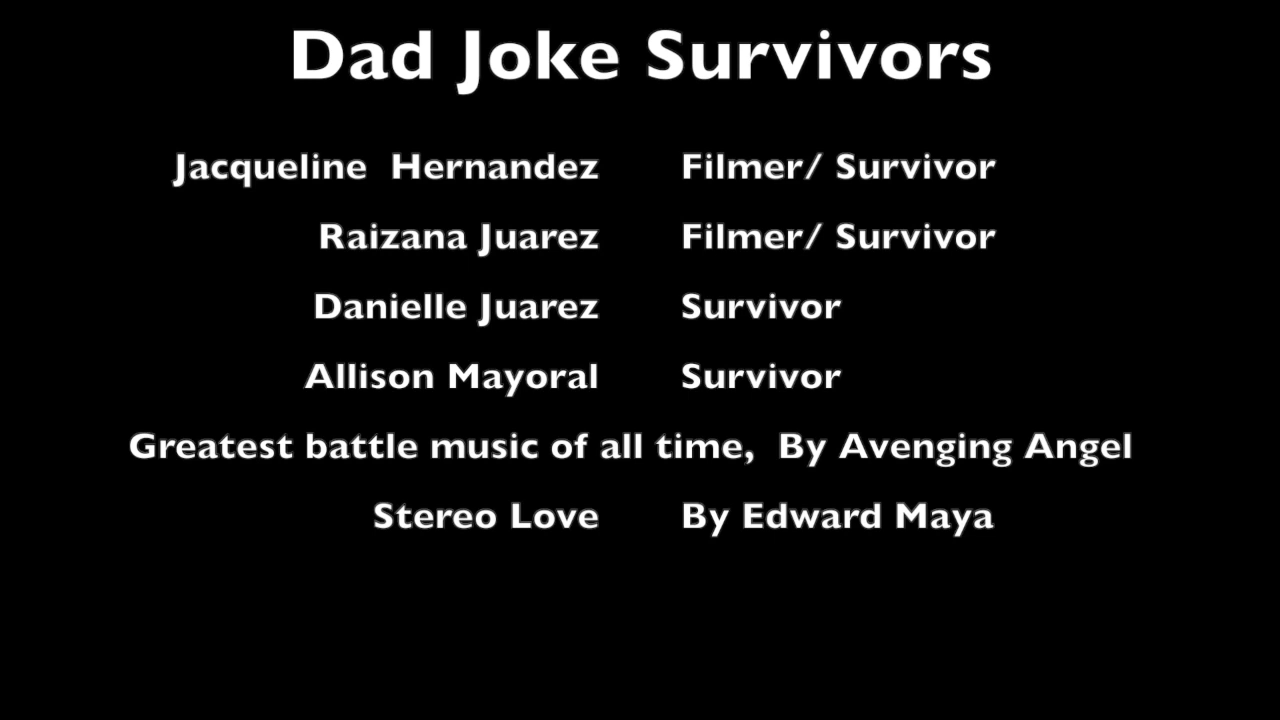 Dad Joke Survivors
Jacqueline  Hernandez Filmer/ Survivor
Raizana Juarez Filmer/ Survivor
Danielle Juarez Survivor
Allison Mayoral Survivor
Greatest battle music of all time,  By Avenging Angel
Stereo Love By Edward Maya